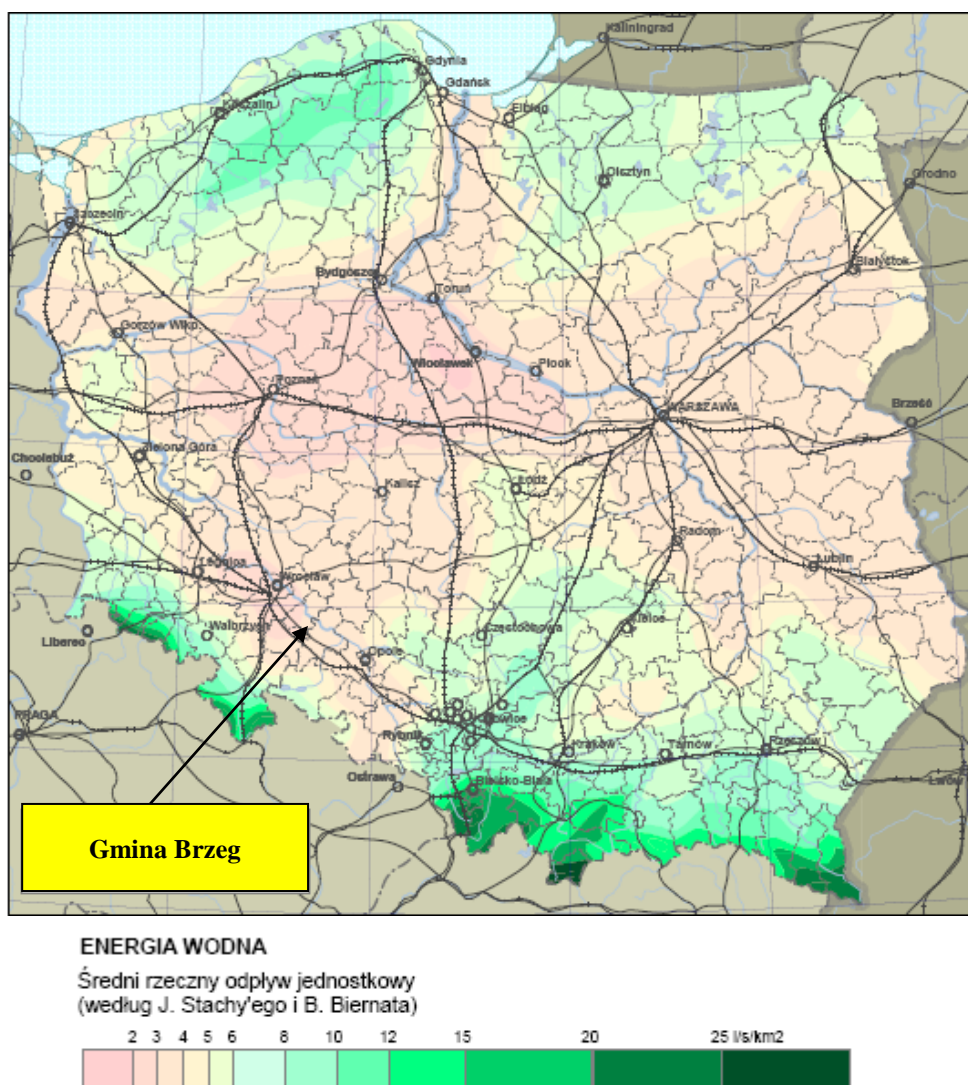 Kaliningrad
Gdynia
Gdańsk
Koszalin
Elbląg
Olsztyn
Grodno
Szczecin
Bydgoszcz
Białystok
Toruń
Gorzów Wlkp.
Włocławek
Płock
Poznań
WARSZAWA
Brześć
Zielona Góra
Chociebuż
Kalisz
Łódź
Radom
Legnica
Wrocław
Lublin
Liberec
Wałbrzych
Częstochowa
Kielce
Opole
PRAGA
Katowice
Rybnik
Kraków
Tarnów
Rzeszów
Ostrawa
Bielsko-Biała
Lwów
Gmina Brzeg
ENERGIA WODNA
Średni rzeczny odpływ jednostkowy
(według J. Stachy'ego i B. Biernata)
2 3 4 5 6 8 10 12 15 20 25 l/s/km2